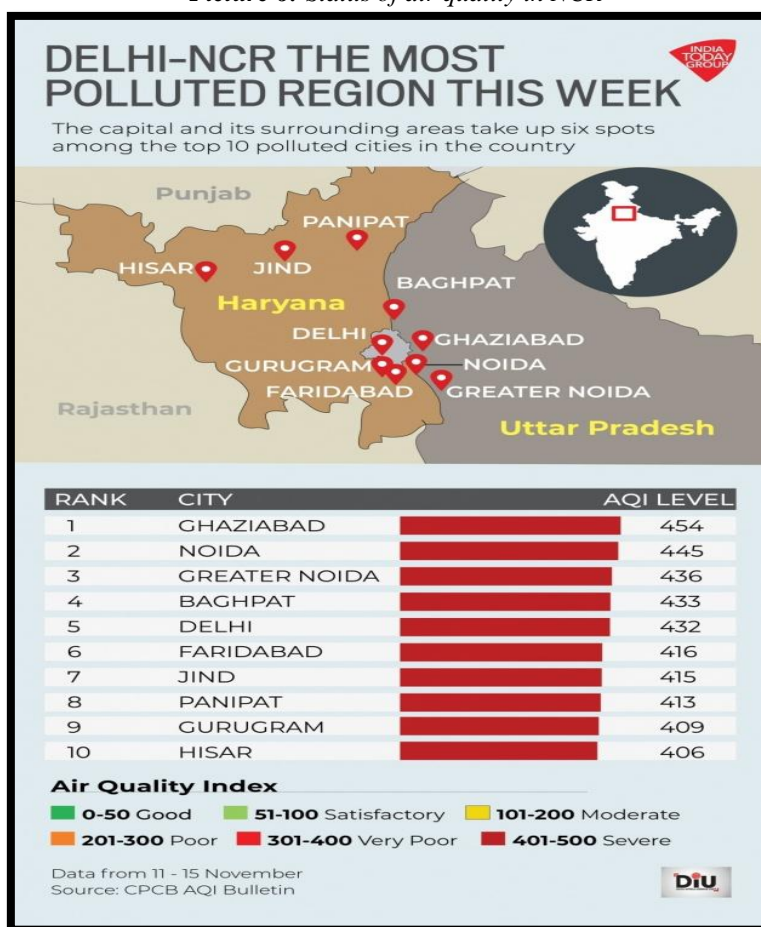 DELHI-NCR THE MOST
POLLUTED REGION THIS WEEK
INDIA
TODAY
GROUP
The capital and its surrounding areas take up six spots
among the top 10 polluted cities in the country
Punjab
PANIPAT
HISAR
JIND
BAGHPAT
Haryana
DELHI
GHAZIABAD
GURUGRAM
NOIDA
FARIDABAD
GREATER NOIDA
Rajasthan
Uttar Pradesh
RANK CITY AQI LEVEL
1 GHAZIABAD 454
2 NOIDA 445
3 GREATER NOIDA 436
4 BAGHPAT 433
5 DELHI 432
6 FARIDABAD 416
7 JIND 415
8 PANIPAT 413
9 GURUGRAM 409
10 HISAR 406
Air Quality Index
0-50 Good 51-100 Satisfactory 101-200 Moderate
201-300 Poor 301-400 Very Poor 401-500 Severe
Data from 11 - 15 November
Source: CPCB AQI Bulletin
DiU